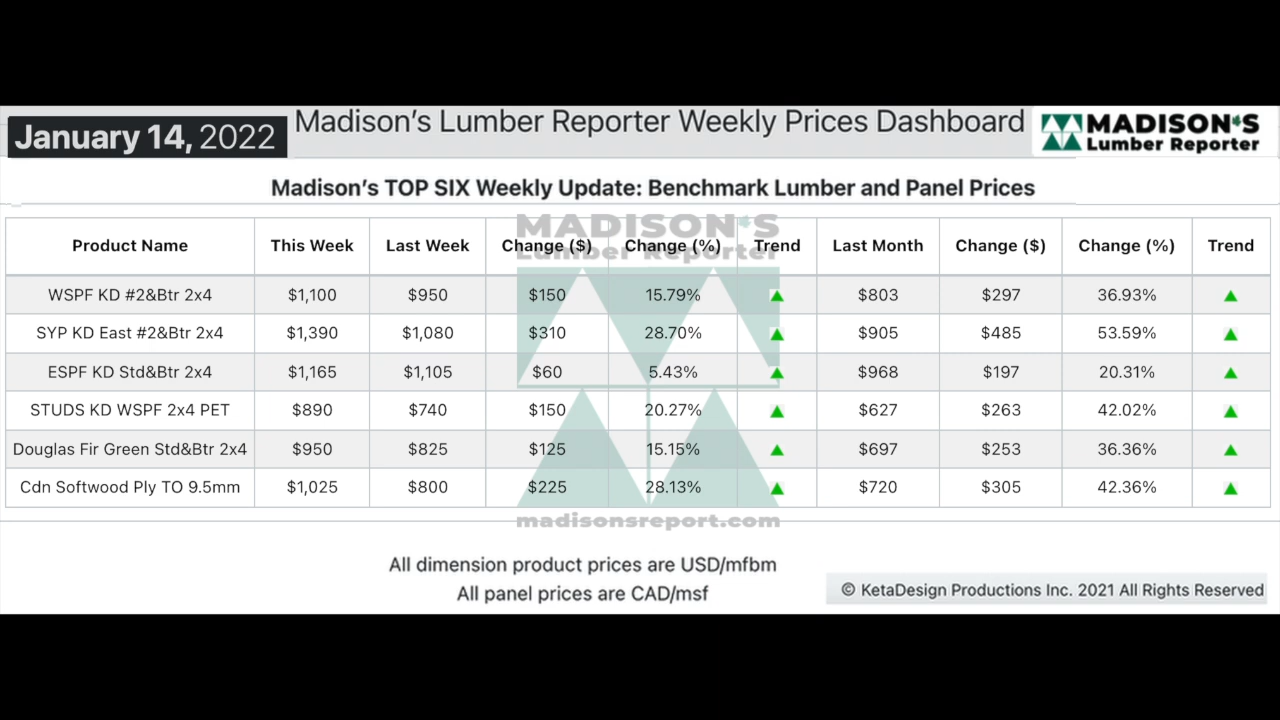 January 14, 2022
Madison's Lumber Reporter Weekly Prices Dashboard
MADISON'S
Lumber Reporter
Madison's TOP SIX Weekly Update: Benchmark Lumber and Panel Prices
MADISON'S
Lumber Reporter
Product Name This Week Last Week Change ($) Change (%) Trend Last Month Change ($) Change (%) Trend
WSPF KD #2&Btr 2x4 $1,100 $950 $150 15.79% ▲ $803 $297 36.93% ▲
SYP KD East #2&Btr 2x4 $1,390 $1,080 $310 28.70% ▲ $905 $485 53.59% ▲
ESPF KD Std&Btr 2x4 $1,165 $1,105 $60 5.43% ▲ $968 $197 20.31% ▲
STUDS KD WSPF 2x4 PET $890 $740 $150 20.27% ▲ $627 $263 42.02% ▲
Douglas Fir Green Std&Btr 2x4 $950 $825 $125 15.15% ▲ $697 $253 36.36% ▲
Cdn Softwood Ply TO 9.5mm $1,025 $800 $225 28.13% ▲ $720 $305 42.36% ▲
madisonsreport.com
All dimension product prices are USD/mfbm
All panel prices are CAD/msf
© KetaDesign Productions Inc. 2021 All Rights Reserved